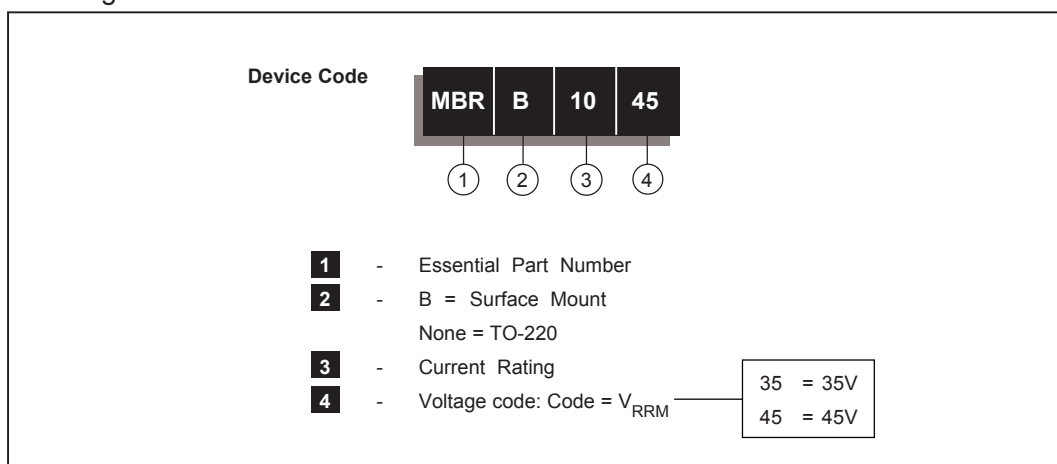 Device Code
MBR B 10 45
1 2 3 4
1 - Essential Part Number
2 - B = Surface Mount
None = TO-220
3 - Current Rating
4 - Voltage code: Code = VRRM
35 = 35V
45 = 45V